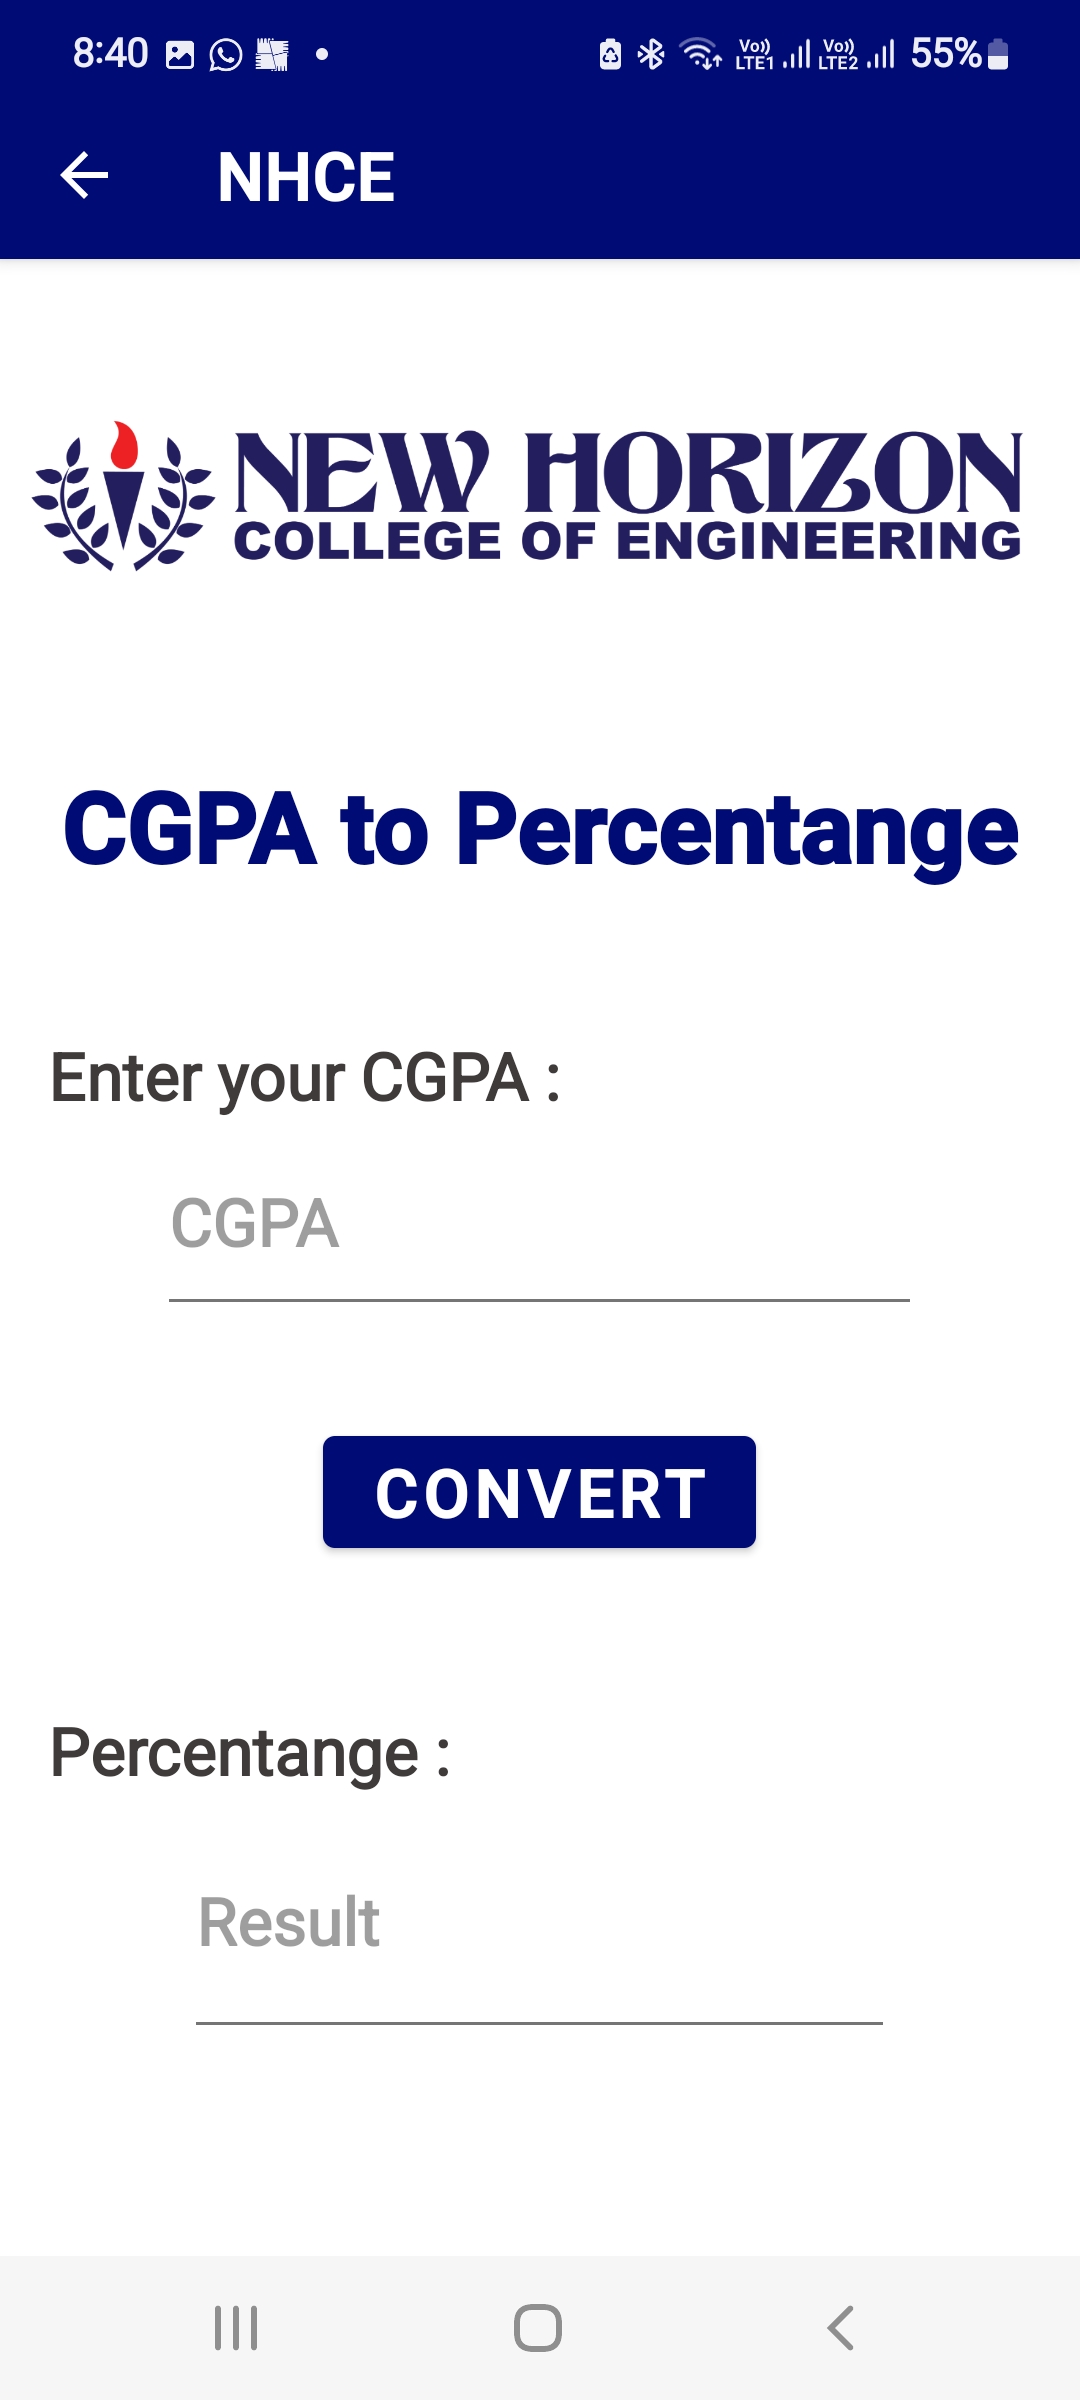 8:40 Vo)) LTE1 Vo)) LTE2 55%
NHCE
NEW HORIZON
COLLEGE OF ENGINEERING
CGPA to Percentange
Enter your CGPA :
CGPA
CONVERT
Percentange :
Result